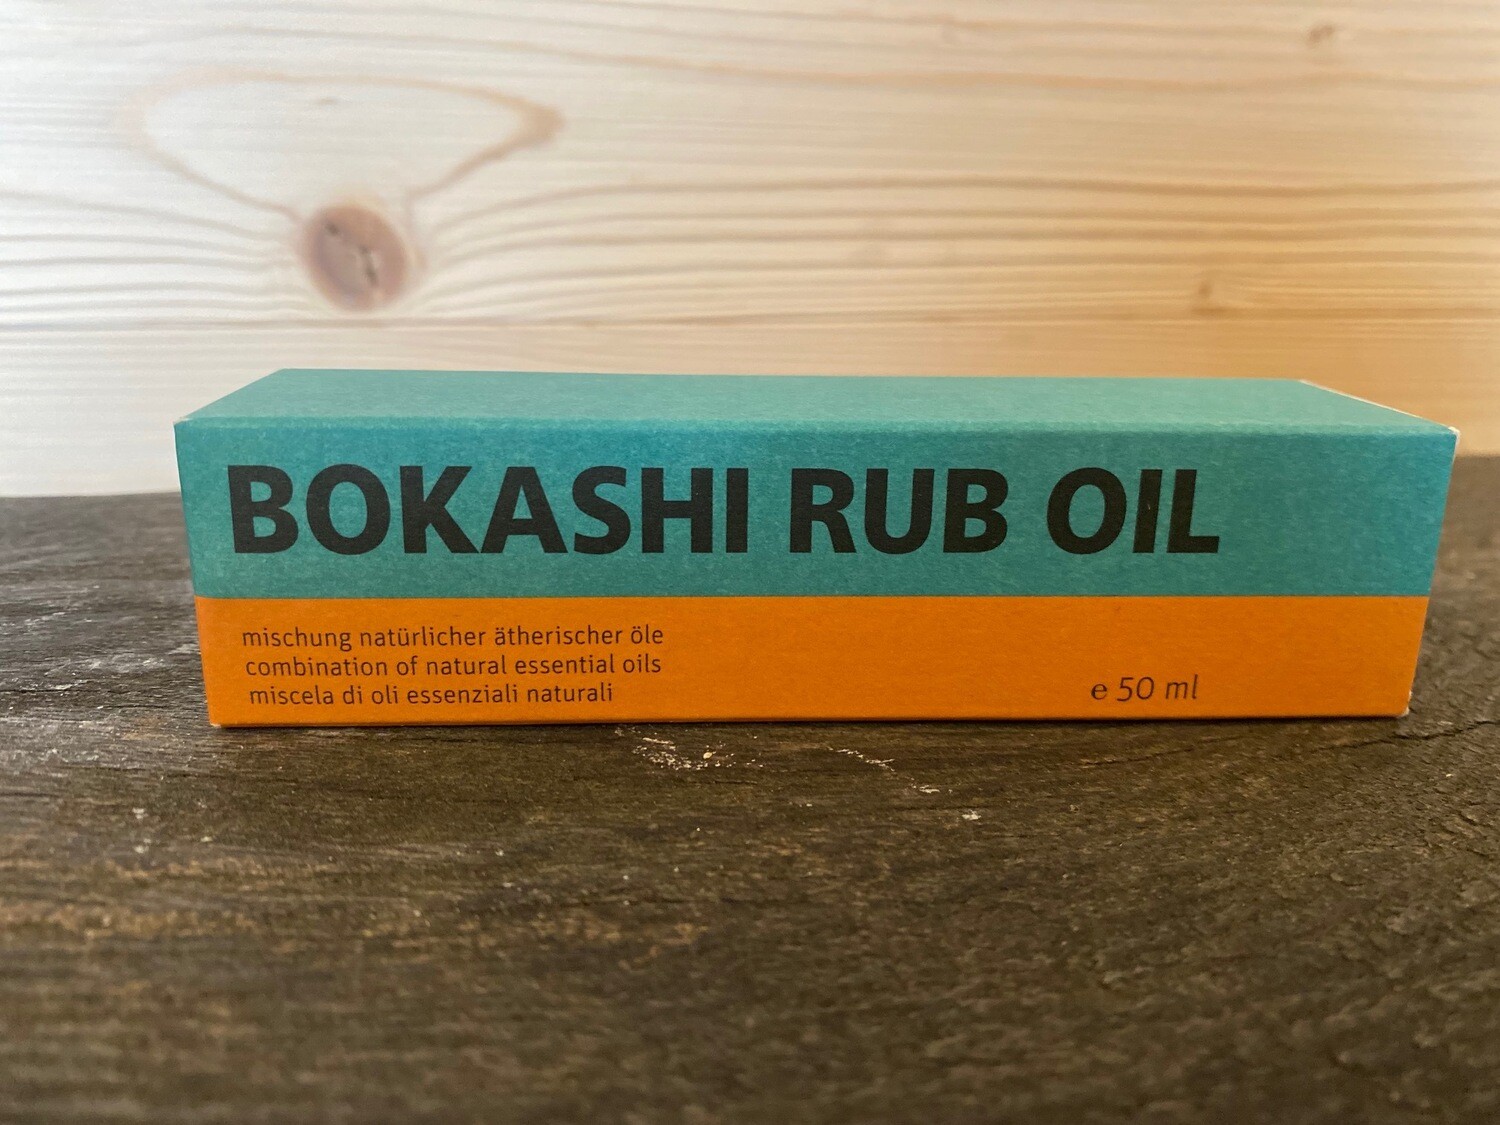 BOKASHI RUB OIL
mischung natürlicher ätherischer öle
combination of natural essential oils
miscela di oli essenziali naturali
℮ 50 ml